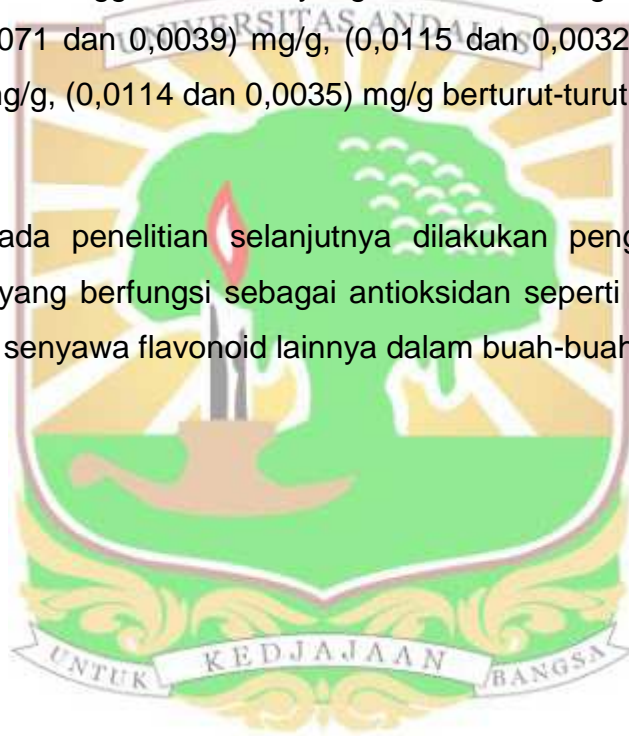 yang
UNIVERSITAS ANDALAS
071 dan 0,0039) mg/g, (0,0115 dan 0,0032
mg/g, (0,0114 dan 0,0035) mg/g berturut-turut
ada penelitian selanjutnya dilakukan peng
yang berfungsi sebagai antioksidan seperti
senyawa flavonoid lainnya dalam buah-buah
UNTUK KEDJAJAAN BANGSA